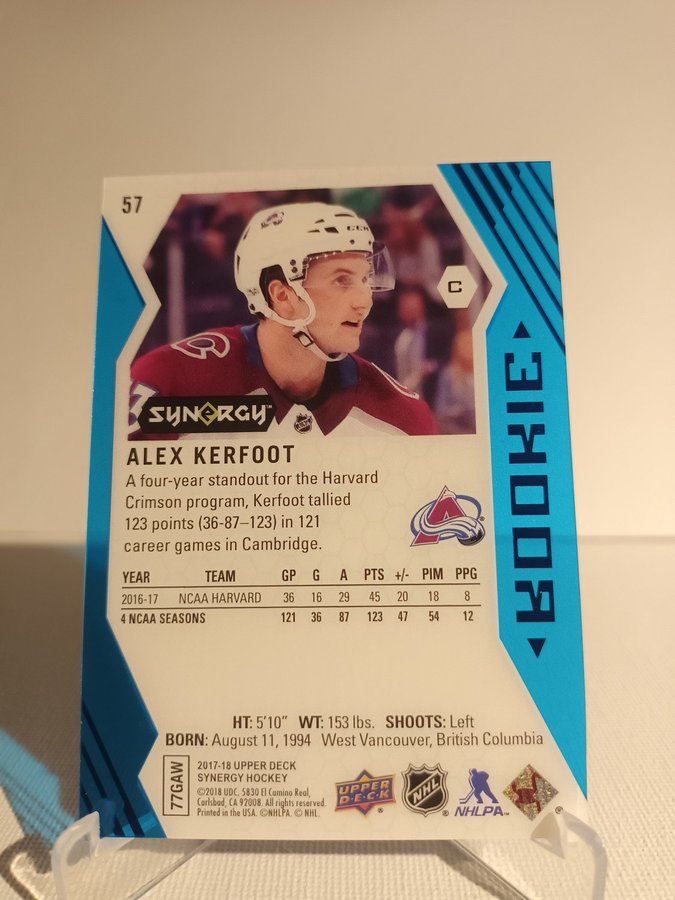 57
CCM
C
SYNERGY™
NHL
ALEX KERFOOT
A four-year standout for the Harvard
Crimson program, Kerfoot tallied
123 points (36-87–123) in 121
career games in Cambridge.
YEAR TEAM GP G A PTS +/- PIM PPG
2016-17 NCAA HARVARD 36 16 29 45 20 18 8
4 NCAA SEASONS 121 36 87 123 47 54 12
ROOKIE
HT: 5'10" WT: 153 lbs. SHOOTS: Left
BORN: August 11, 1994 West Vancouver, British Columbia
77GAW
2017-18 UPPER DECK
SYNERGY HOCKEY
©2018 UDC, 5830 El Camino Real,
Carlsbad, CA 92008. All rights reserved.
Printed in the USA. ©NHLPA. © NHL.
UPPER DECK ®
NHL ®
NHLPA™
®